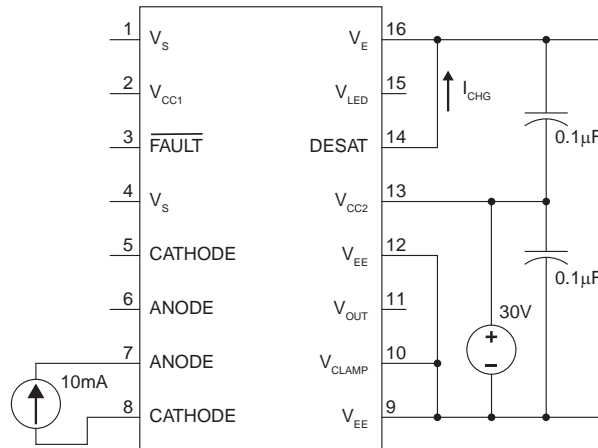 1 V_S V_E 16
2 V_CC1 V_LED 15
I_CHG
3 FAULT DESAT 14
0.1µF
4 V_S V_CC2 13
5 CATHODE V_EE 12
0.1µF
6 ANODE V_OUT 11
30V
+
7 ANODE V_CLAMP 10
–
10mA
8 CATHODE V_EE 9